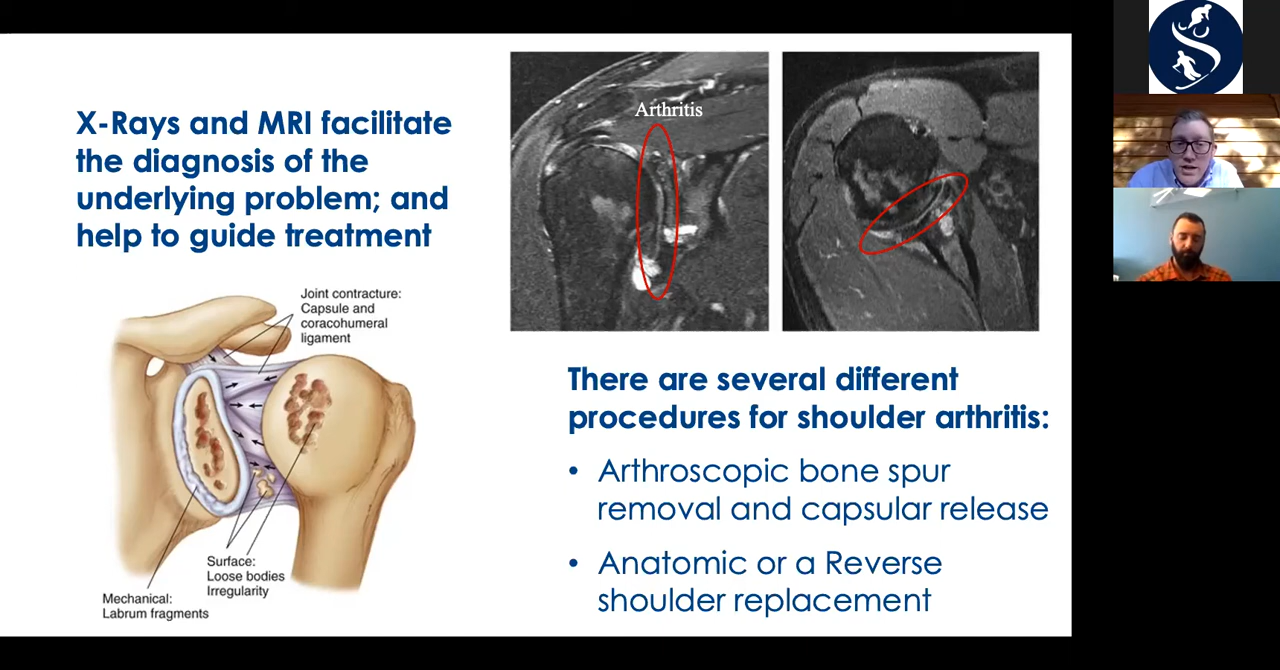 X-Rays and MRI facilitate
the diagnosis of the
underlying problem; and
help to guide treatment
Arthritis
Joint contracture:
Capsule and
coracohumeral
ligament
Surface:
Loose bodies
Irregularity
Mechanical:
Labrum fragments
There are several different
procedures for shoulder arthritis:
• Arthroscopic bone spur
removal and capsular release
• Anatomic or a Reverse
shoulder replacement